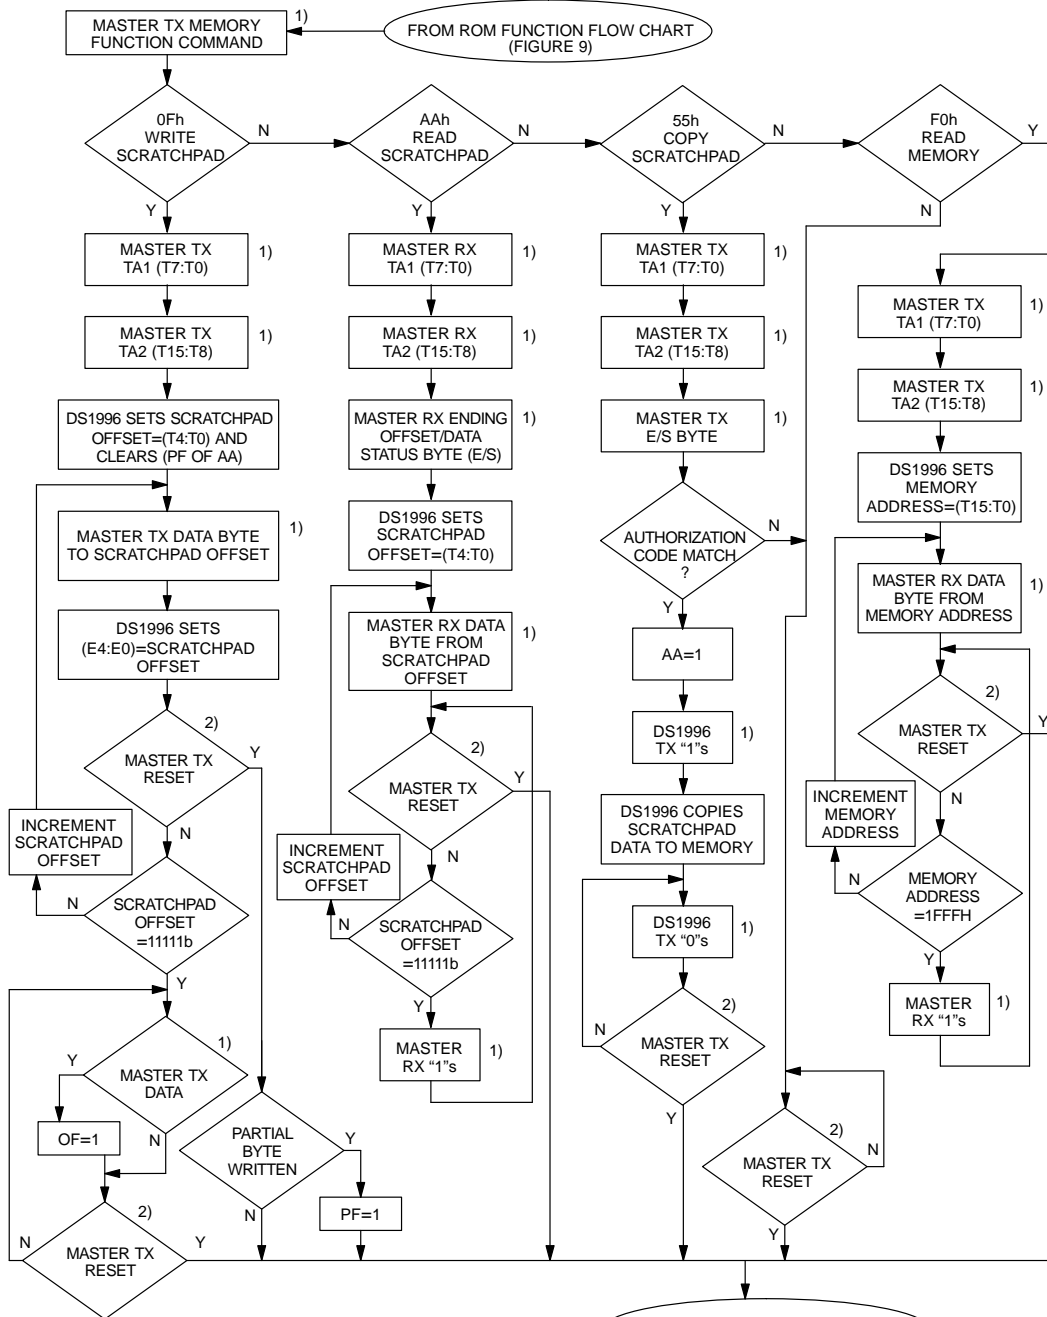 MASTER TX MEMORY
FUNCTION COMMAND
1)
FROM ROM FUNCTION FLOW CHART
(FIGURE 9)
0Fh
WRITE
SCRATCHPAD
N
Y
AAh
READ
SCRATCHPAD
N
Y
55h
COPY
SCRATCHPAD
N
Y
F0h
READ
MEMORY
Y
N
MASTER TX
TA1 (T7:T0)
1)
MASTER TX
TA2 (T15:T8)
1)
DS1996 SETS SCRATCHPAD
OFFSET=(T4:T0) AND
CLEARS (PF OF AA)
MASTER TX DATA BYTE
TO SCRATCHPAD OFFSET
1)
DS1996 SETS
(E4:E0)=SCRATCHPAD
OFFSET
2)
MASTER TX
RESET
Y
N
INCREMENT
SCRATCHPAD
OFFSET
N
SCRATCHPAD
OFFSET
=11111b
Y
1)
MASTER TX
DATA
Y
N
OF=1
2)
MASTER TX
RESET
N
Y
PARTIAL
BYTE
WRITTEN
Y
N
PF=1
MASTER RX
TA1 (T7:T0)
1)
MASTER RX
TA2 (T15:T8)
1)
MASTER RX ENDING
OFFSET/DATA
STATUS BYTE (E/S)
1)
DS1996 SETS
SCRATCHPAD
OFFSET=(T4:T0)
MASTER RX DATA
BYTE FROM
SCRATCHPAD
OFFSET
1)
2)
MASTER TX
RESET
Y
N
INCREMENT
SCRATCHPAD
OFFSET
N
SCRATCHPAD
OFFSET
=11111b
Y
MASTER
RX “1”s
1)
MASTER TX
TA1 (T7:T0)
1)
MASTER TX
TA2 (T15:T8)
1)
MASTER TX
E/S BYTE
1)
AUTHORIZATION
CODE MATCH
?
N
Y
AA=1
DS1996
TX “1”s
1)
DS1996 COPIES
SCRATCHPAD
DATA TO MEMORY
DS1996
TX “0”s
1)
2)
MASTER TX
RESET
N
Y
2)
MASTER TX
RESET
N
Y
MASTER TX
TA1 (T7:T0)
1)
MASTER TX
TA2 (T15:T8)
1)
DS1996 SETS
MEMORY
ADDRESS=(T15:T0)
MASTER RX DATA
BYTE FROM
MEMORY ADDRESS
1)
2)
MASTER TX
RESET
Y
N
INCREMENT
MEMORY
ADDRESS
N
MEMORY
ADDRESS
=1FFFH
Y
MASTER
RX “1”s
1)